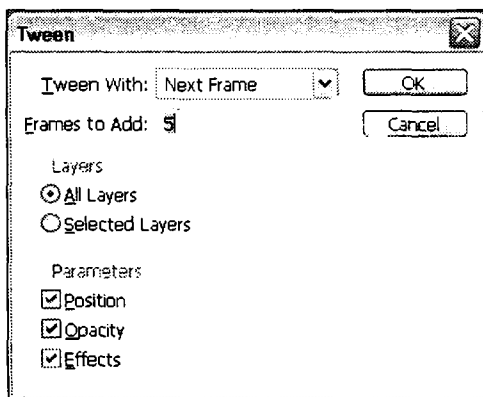 Tween
Tween With: Next Frame OK
Frames to Add: 5 Cancel
Layers
All Layers
Selected Layers
Parameters
Position
Opacity
Effects